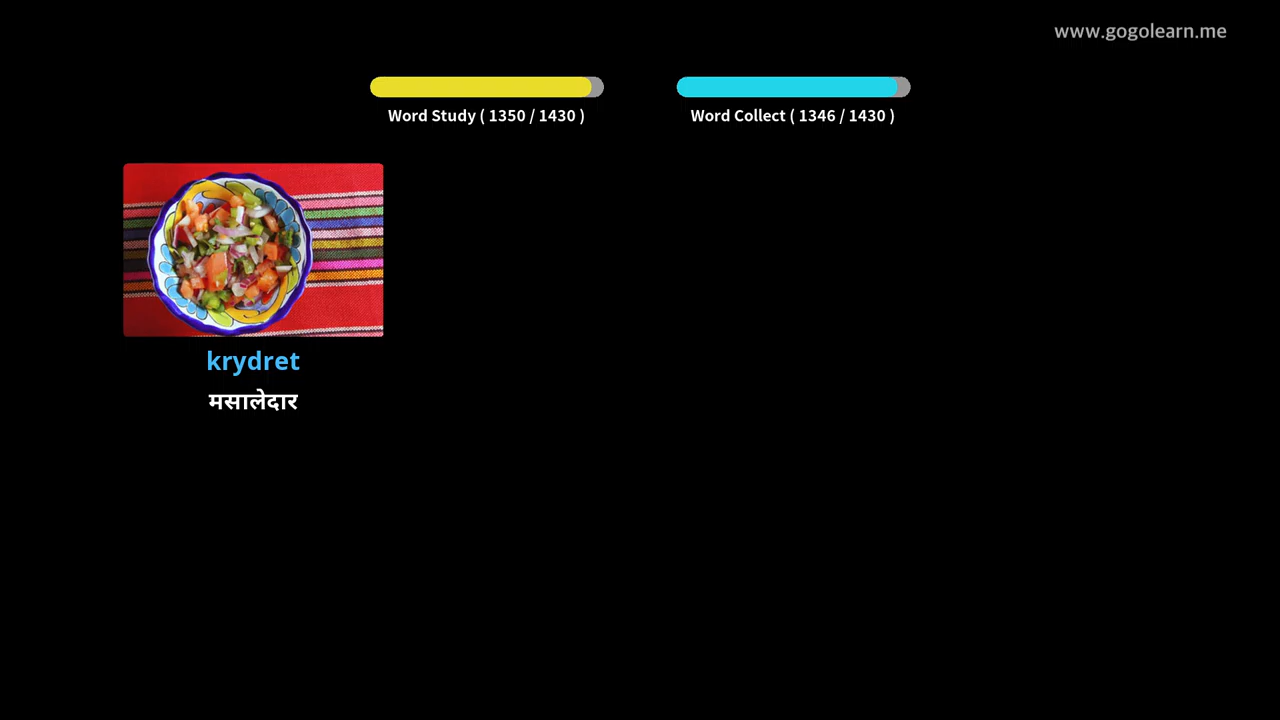 www.gogolearn.me
Word Study ( 1350 / 1430 )
Word Collect ( 1346 / 1430 )
krydret
मसालेदार